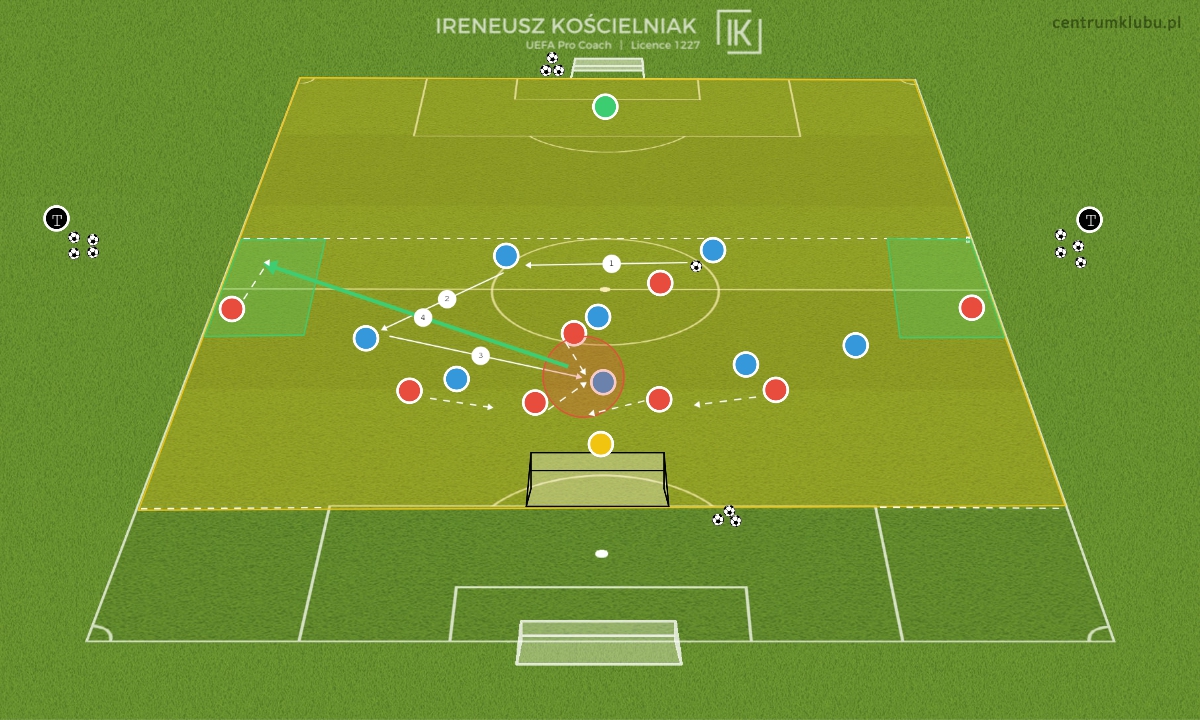 IRENEUSZ KOŚCIELNIAK
UEFA Pro Coach | Licence 1227
IK
centrumklubu.pl
T
T
1
2
4
3